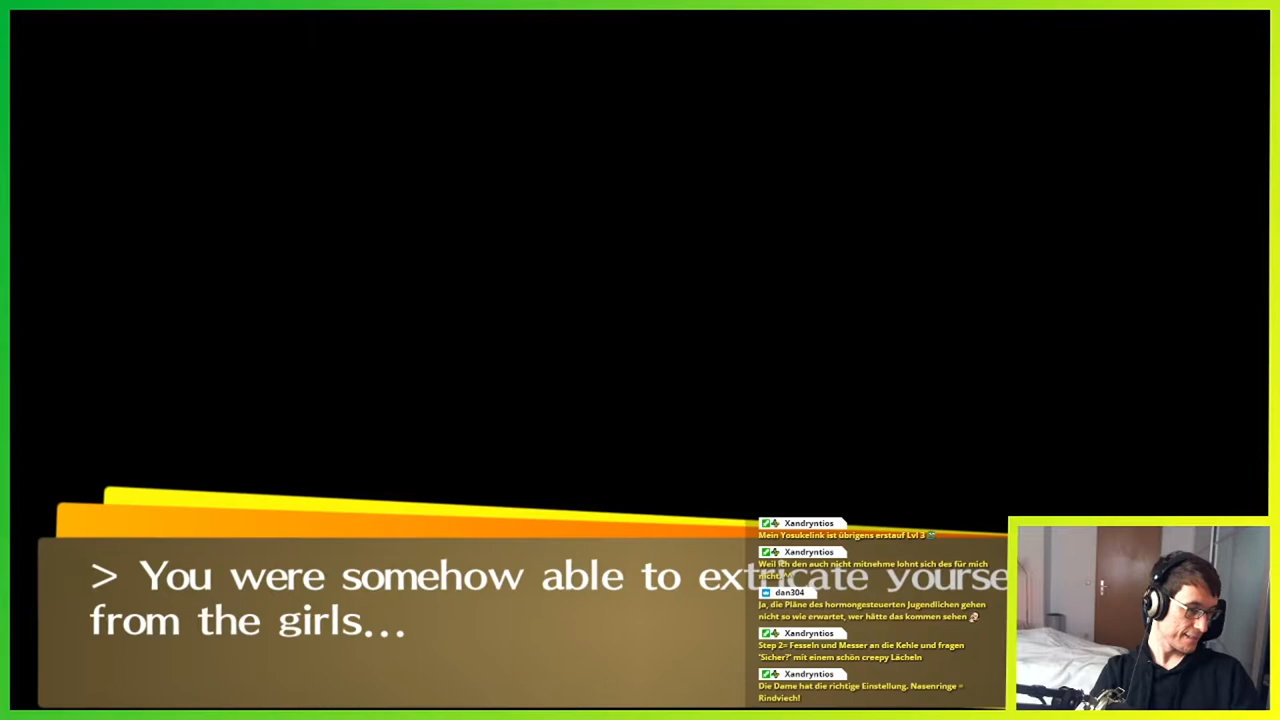 > You were somehow able to extricate yourse
from the girls...
Xandryntios
Mein Yosukelink ist übrigens erstauf Lvl 3
Xandryntios
Weil ich den auch nicht mitnehme lohnt sich des für mich
nicht. ^^
dan304
Ja, die Pläne des hormongesteuerten Jugendlichen gehen
nicht so wie erwartet, wer hätte das kommen sehen
Xandryntios
Step 2= Fesseln und Messer an die Kehle und fragen
"Sicher?" mit einem schön creepy Lächeln
Xandryntios
Die Dame hat die richtige Einstellung. Nasenringe =
Rindviech!